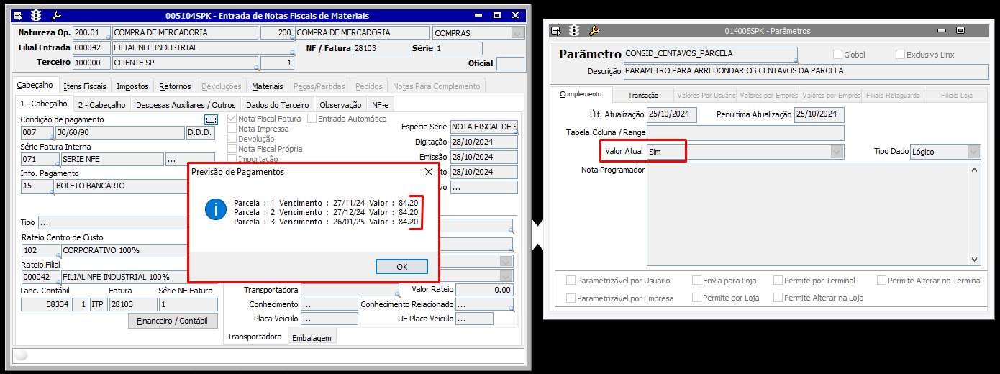 005104SPK - Entrada de Notas Fiscais de Materiais
Natureza Op. 200.01 COMPRA DE MERCADORIA 200 COMPRA DE MERCADORIA COMPRAS
Filial Entrada 000042 FILIAL NFE INDUSTRIAL NF / Fatura 28103 Série 1
Terceiro 100000 CLIENTE SP 1 Oficial
Cabeçalho Itens Fiscais Impostos Retornos Devoluções Materiais Peças/Partidas Pedidos Notas Para Complemento
1 - Cabeçalho 2 - Cabeçalho Despesas Auxiliares / Outros Dados do Terceiro Observação NF-e
Condição de pagamento ...
007 30/60/90 D.D.D.
Série Fatura Interna
071 SERIE NFE ...
Info. Pagamento
15 BOLETO BANCÁRIO
Nota Fiscal Fatura Entrada Automática
Nota Impressa
Devolução
Nota Fiscal Própria
Importação
Espécie Série NOTA FISCAL DE S
Digitação 28/10/2024
Emissão 28/10/2024
to 28/10/2024
vo ...
Previsão de Pagamentos
Parcela : 1 Vencimento : 27/11/24 Valor : 84.20
Parcela : 2 Vencimento : 27/12/24 Valor : 84.20
Parcela : 3 Vencimento : 26/01/25 Valor : 84.20
OK
Tipo ...
Rateio Centro de Custo
102 CORPORATIVO 100%
Rateio Filial
000042 FILIAL NFE INDUSTRIAL 100%
Lanc. Contábil Fatura Série NF Fatura
38334 1 ITP 28103 1
Financeiro / Contábil
Transportadora Valor Rateio 0.00
Conhecimento ... Conhecimento Relacionado ...
Placa Veiculo ... UF Placa Veiculo ...
Transportadora Embalagem
014005SPK - Parâmetros
Parâmetro CONSID_CENTAVOS_PARCELA Global Exclusivo Linx
Descrição PARAMETRO PARA ARREDONDAR OS CENTAVOS DA PARCELA
Complemento Transação Valores Por Usuário Valores por Empres Valores por Empres Filiais Retaguarda Filiais Loja
Últ. Atualização 25/10/2024 Penúltima Atualização 25/10/2024
Tabela.Coluna / Range
Valor Atual Sim Tipo Dado Lógico
Nota Programador
Parametrizável por Usuário Envia para Loja Permite por Terminal Permite Alterar no Terminal
Parametrizável por Empresa Permite por Loja Permite Alterar na Loja